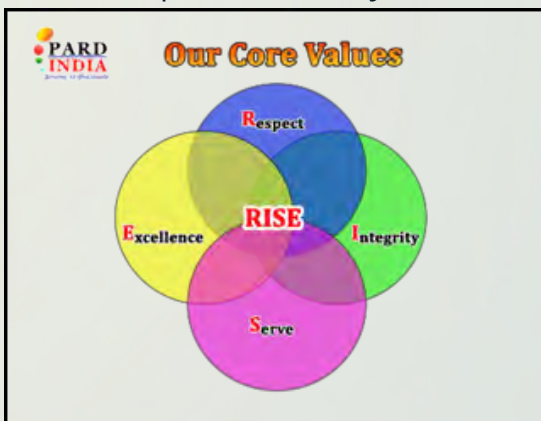 PARD
INDIA
Our Core Values
Respect
Excellence
RISE
Integrity
Serve